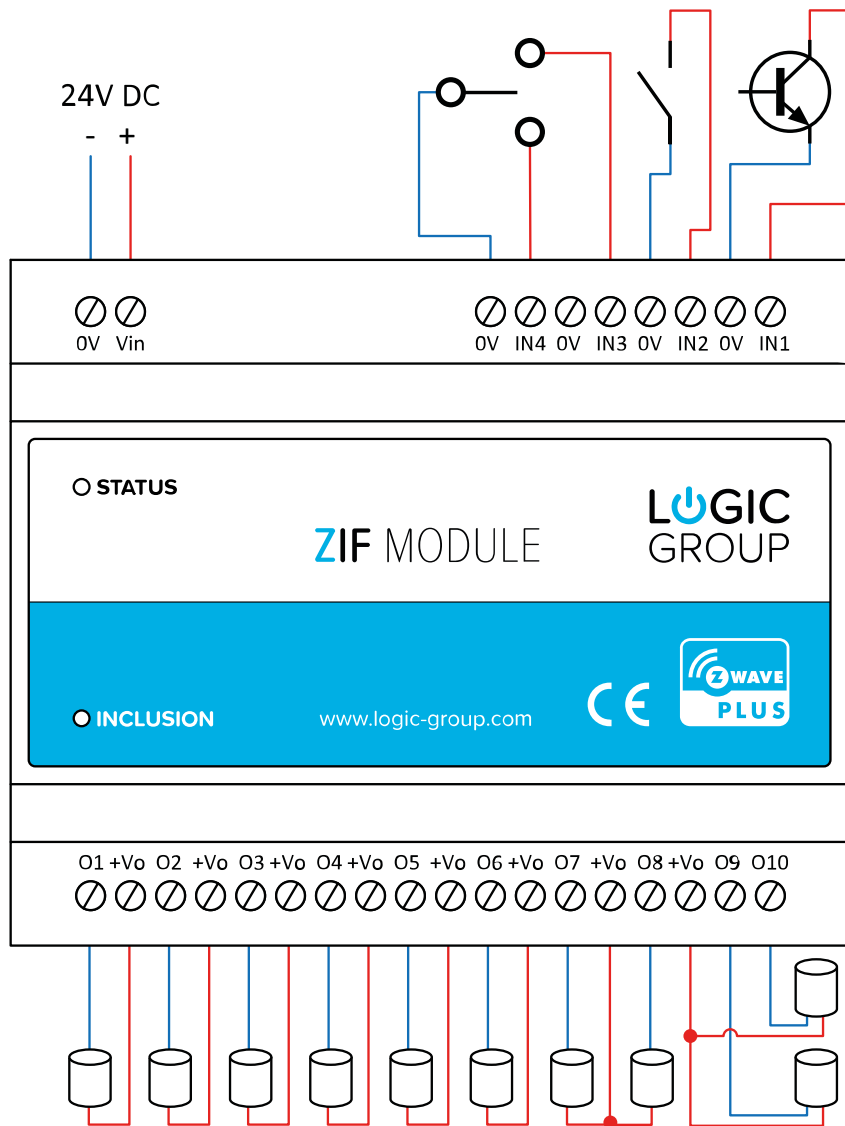 24V DC
- +
0V Vin 0V IN4 0V IN3 0V IN2 0V IN1
STATUS
ZIF MODULE
LOGIC
GROUP
INCLUSION
www.logic-group.com
CE
Z WAVE
PLUS
O1 +Vo O2 +Vo O3 +Vo O4 +Vo O5 +Vo O6 +Vo O7 +Vo O8 +Vo O9 O10